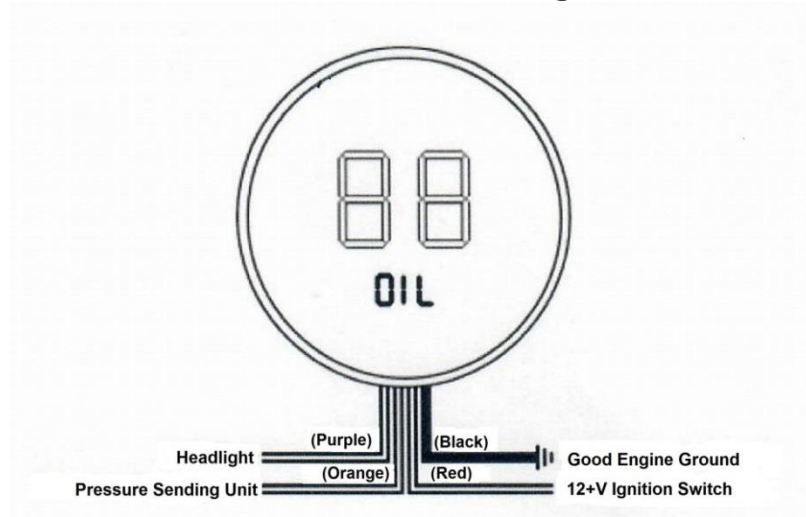 88
OIL
(Purple) (Black)
Headlight Good Engine Ground
(Orange) (Red)
Pressure Sending Unit 12+V Ignition Switch